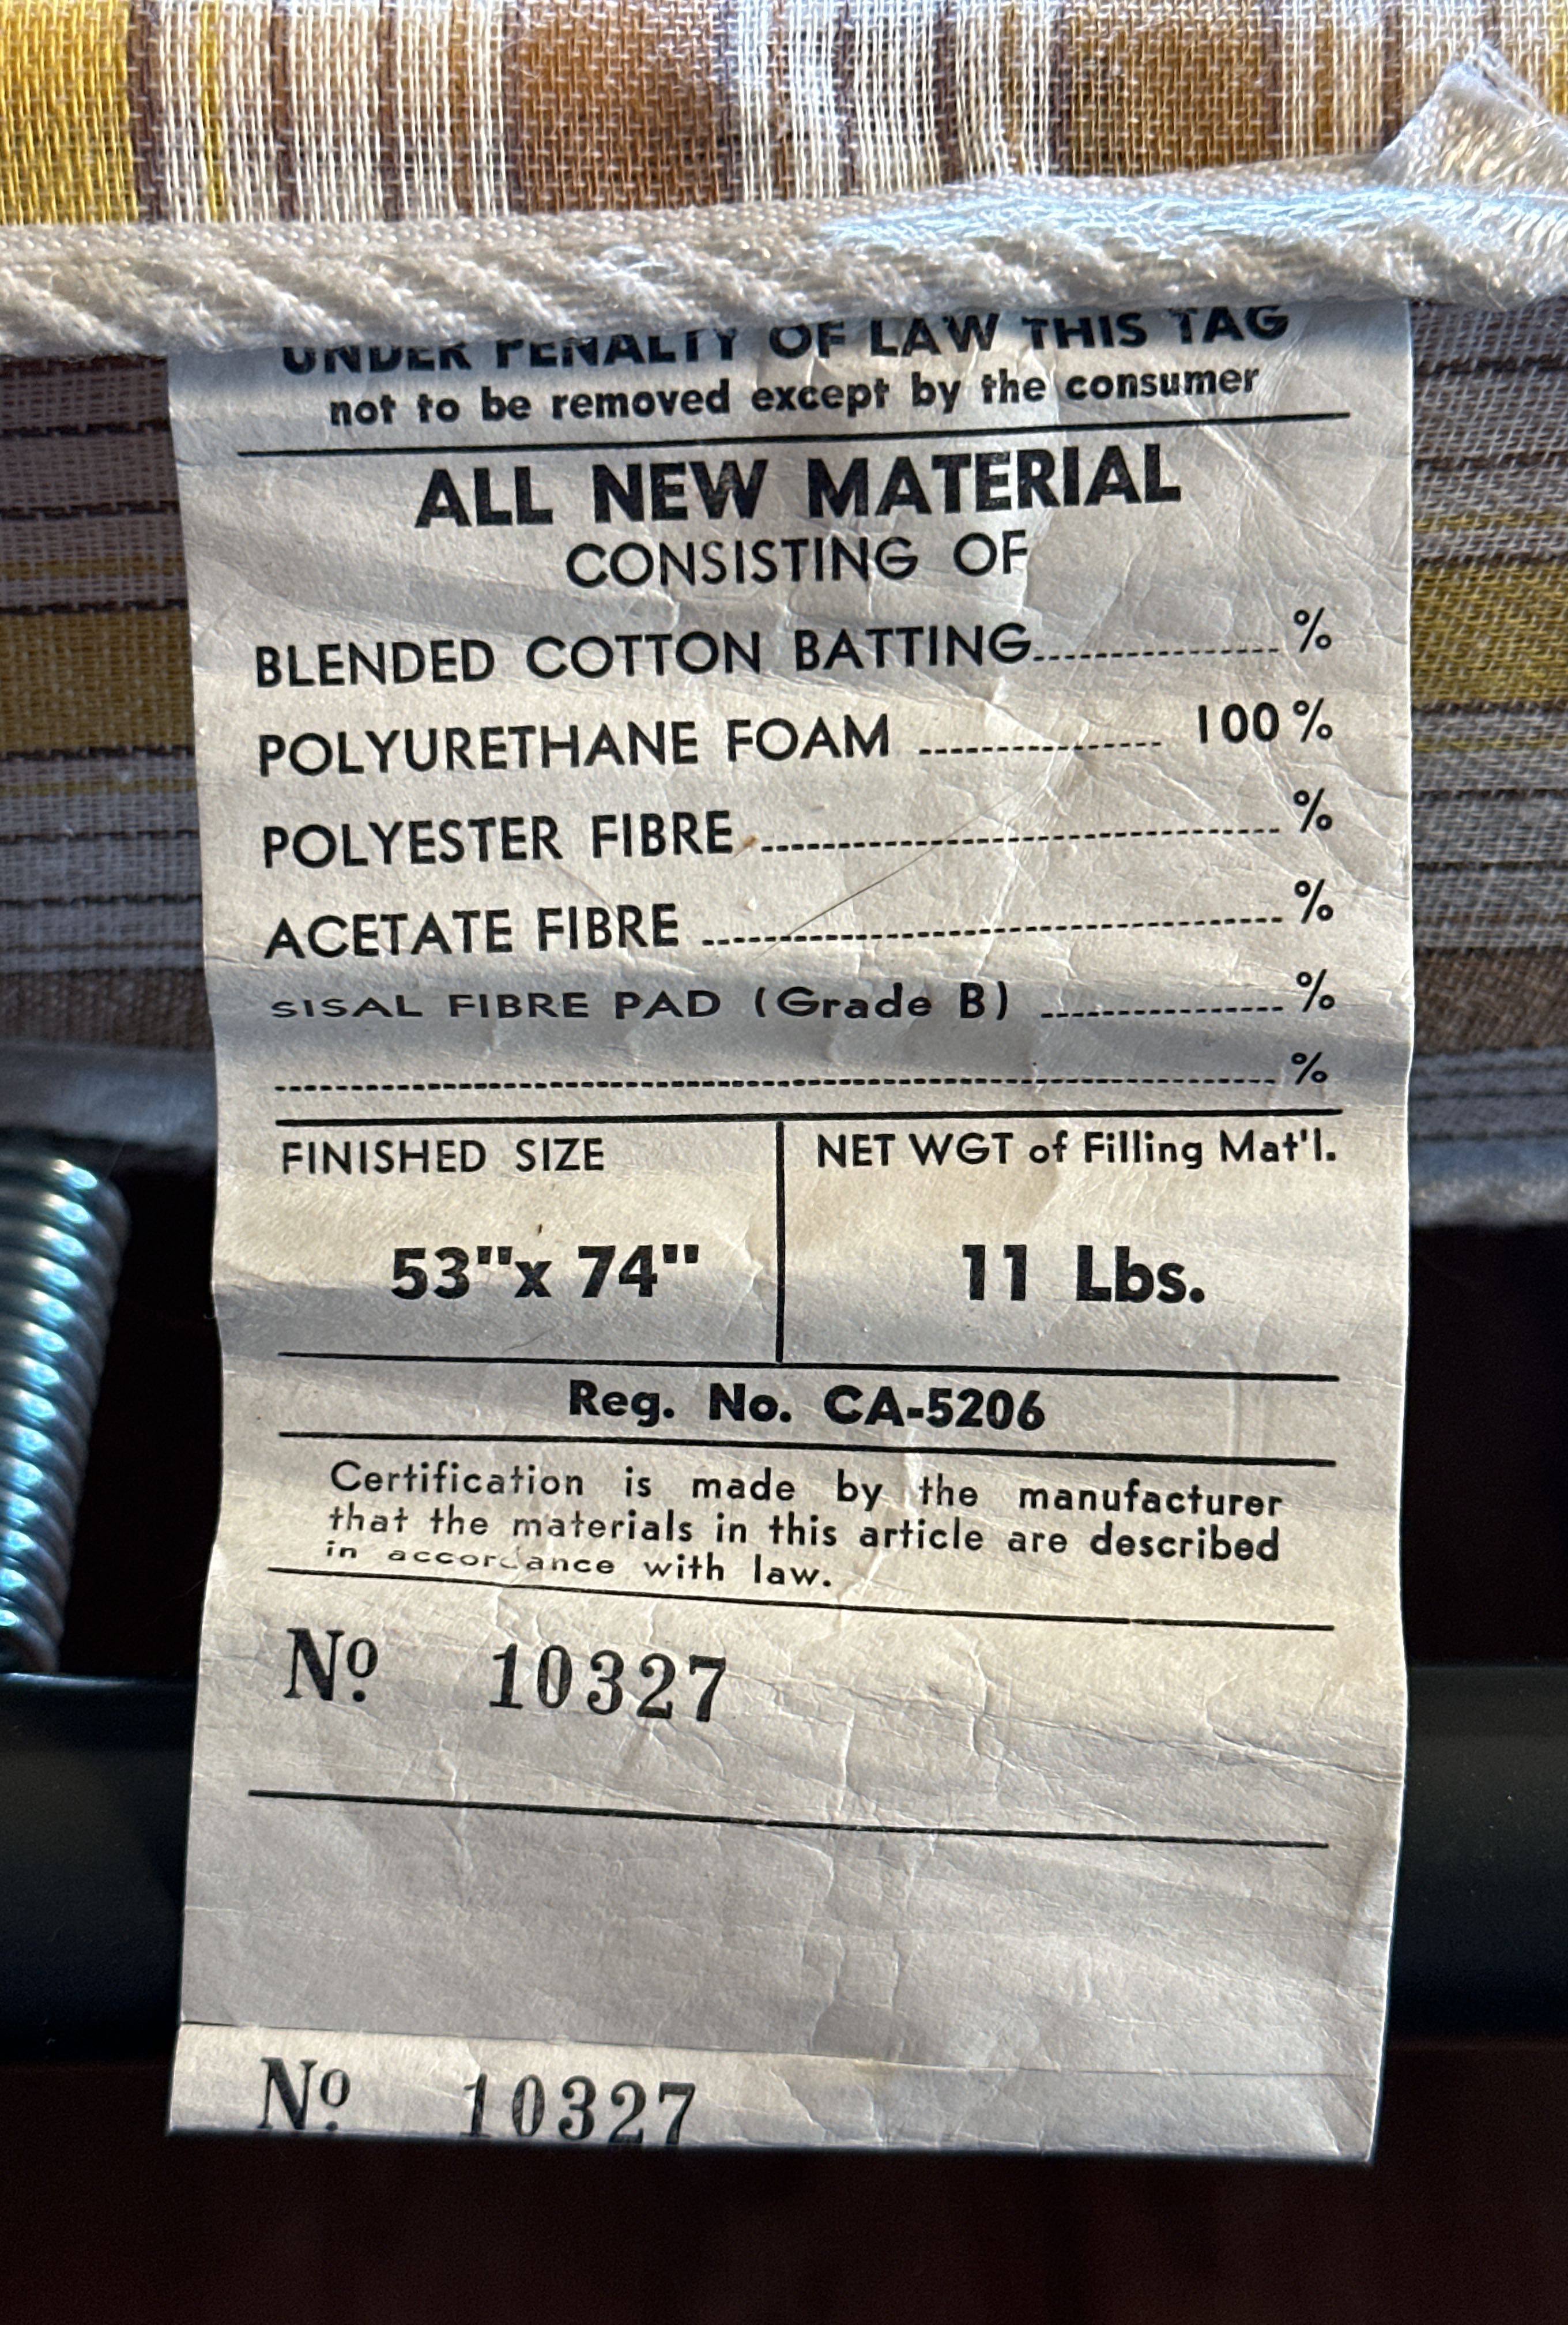 UNDER PENALTY OF LAW THIS TAG
not to be removed except by the consumer
ALL NEW MATERIAL
CONSISTING OF
BLENDED COTTON BATTING................%
POLYURETHANE FOAM ................ 100%
POLYESTER FIBRE ................................%
ACETATE FIBRE ....................................%
SISAL FIBRE PAD (Grade B) ................%
................................................................%
FINISHED SIZE
53"x 74"
NET WGT of Filling Mat'l.
11 Lbs.
Reg. No. CA-5206
Certification is made by the manufacturer
that the materials in this article are described
in accordance with law.
Nº. 10327
Nº. 10327